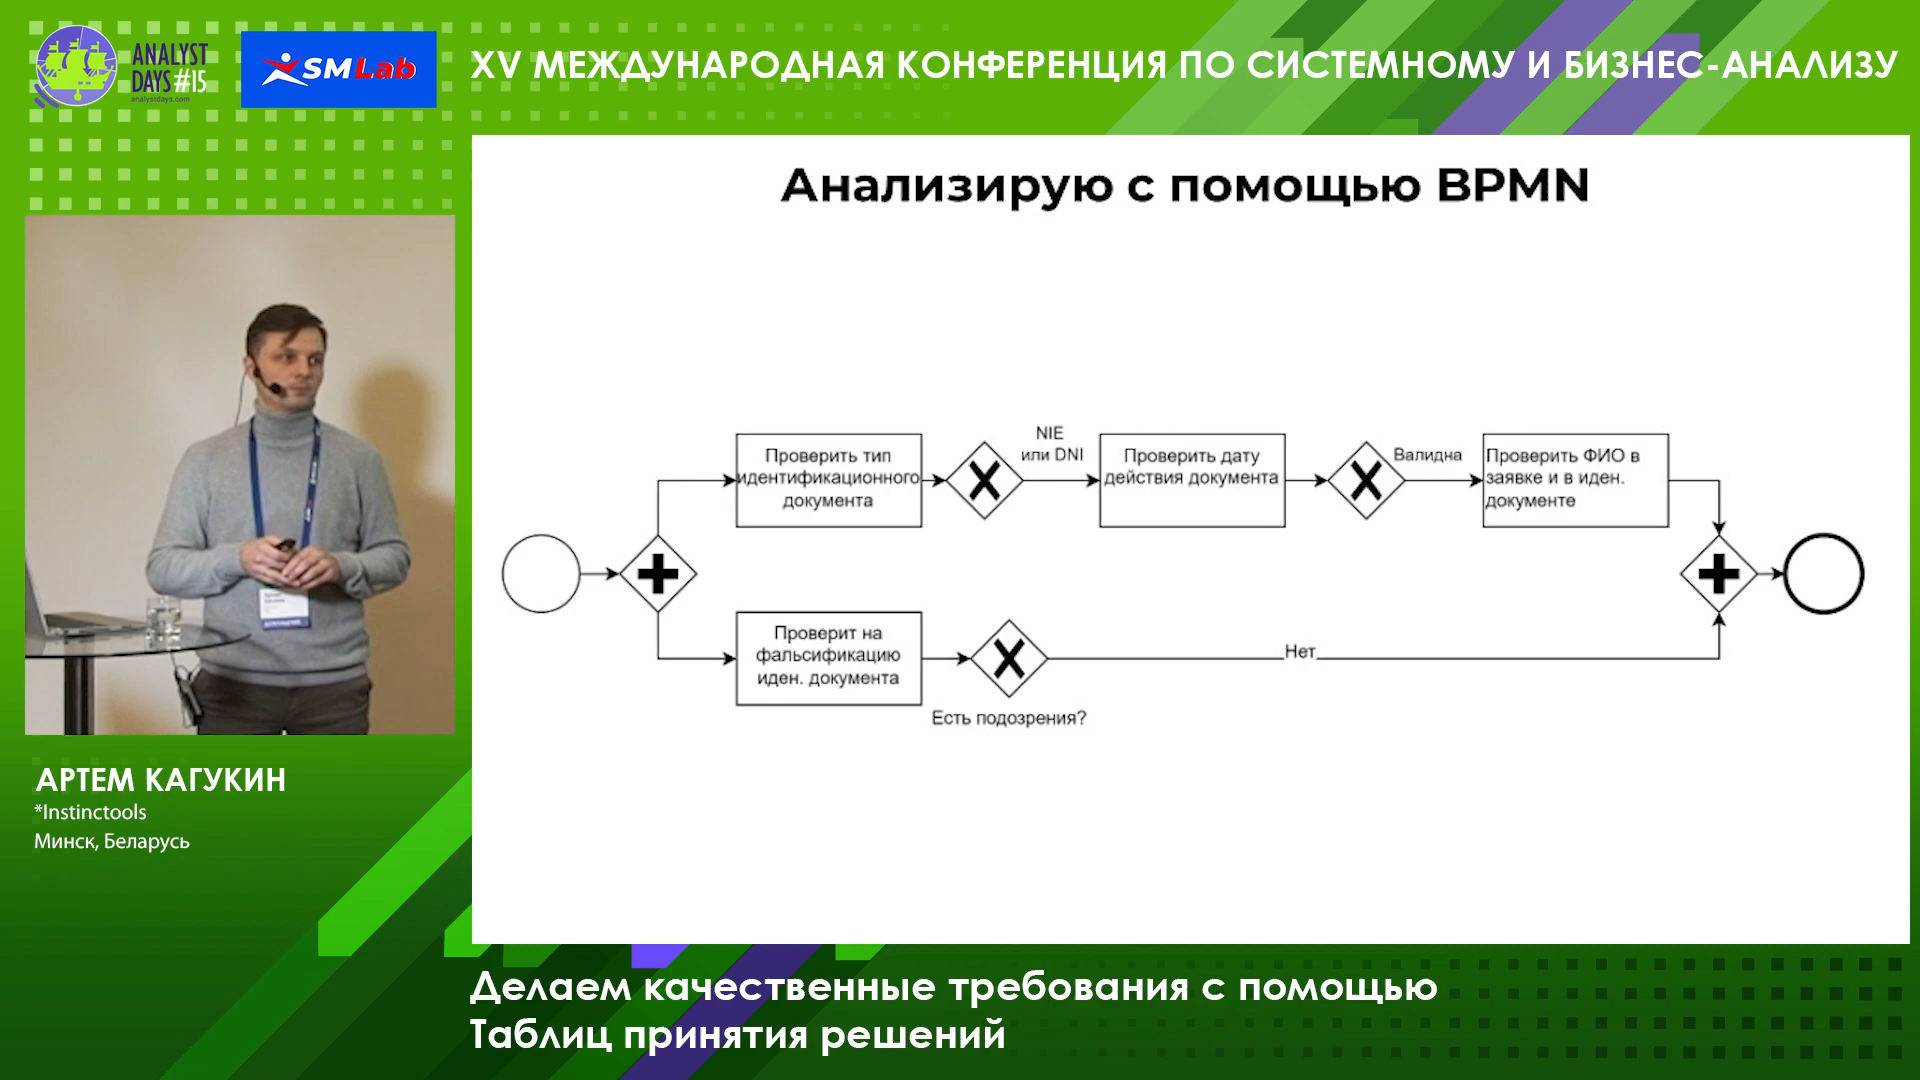 ANALYST
DAYS#15
analystdays.com
SMLab
XV МЕЖДУНАРОДНАЯ КОНФЕРЕНЦИЯ ПО СИСТЕМНОМУ И БИЗНЕС-АНАЛИЗУ
Анализирую с помощью BPMN
Проверить тип
идентификационного
документа
NIE
или DNI
Проверить дату
действия документа
Валидна
Проверить ФИО в
заявке и в иден.
документе
Проверит на
фальсификацию
иден. документа
Есть подозрения?
Нет
АРТЕМ КАГУКИН
*Instinctools
Минск, Беларусь
Делаем качественные требования с помощью
Таблиц принятия решений